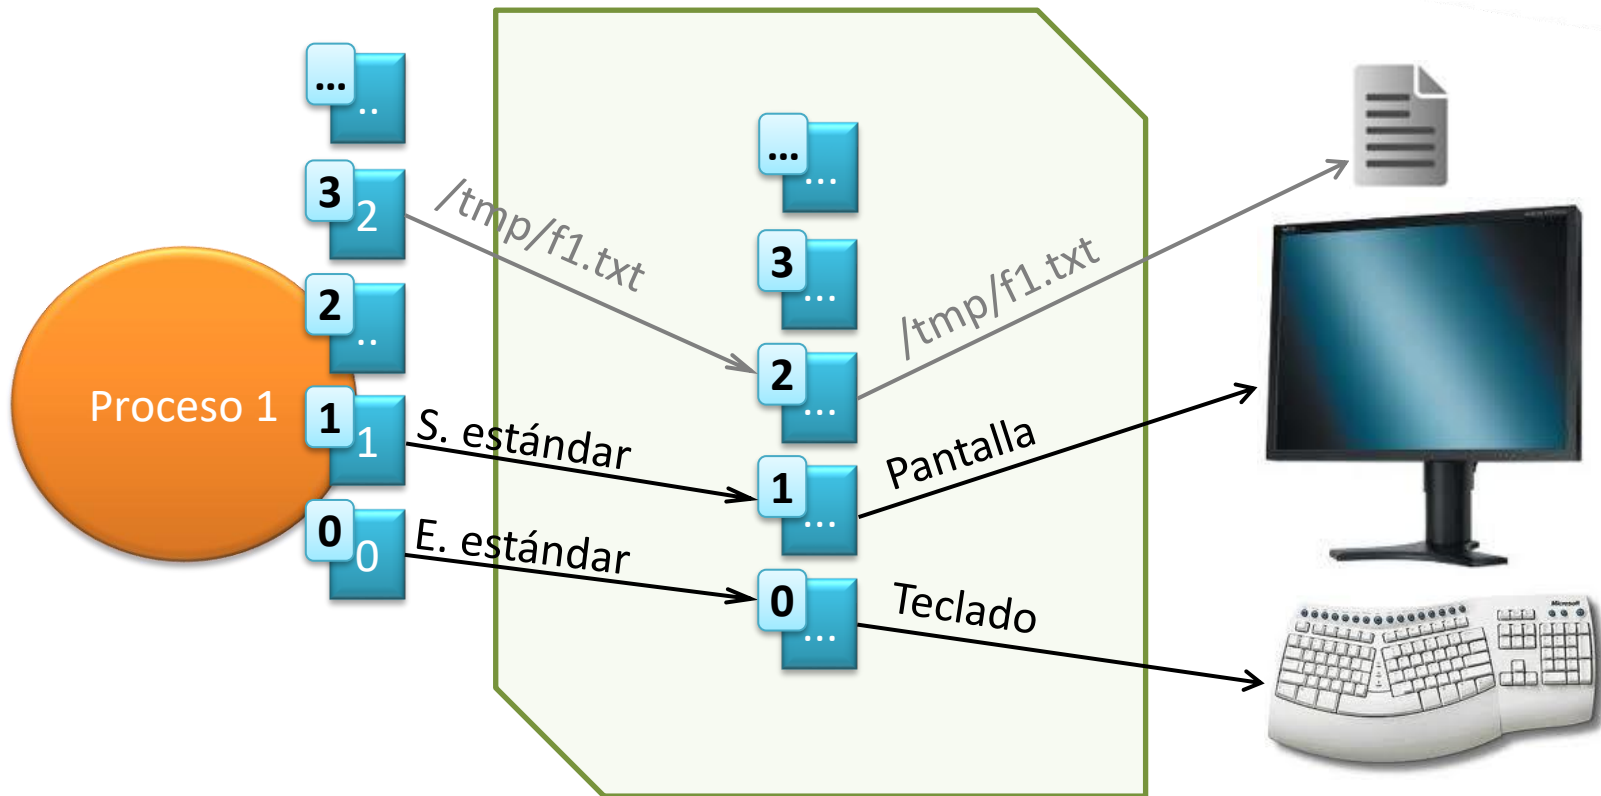 ...
..
3
2
/tmp/f1.txt
2
..
Proceso 1
1
1
S. estándar
0
0
E. estándar
...
...
3
...
2
...
/tmp/f1.txt
1
...
Pantalla
0
...
Teclado
Microsoft